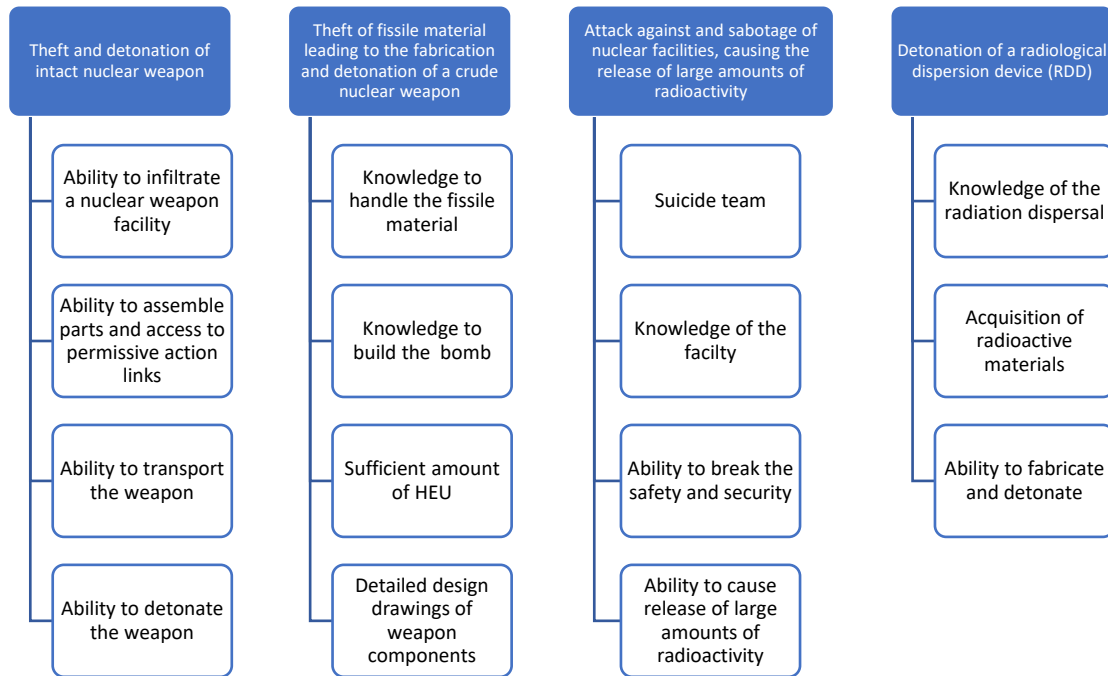 Theft and detonation of
intact nuclear weapon
Ability to infiltrate
a nuclear weapon
facility
Ability to assemble
parts and access to
permissive action
links
Ability to transport
the weapon
Ability to detonate
the weapon
Theft of fissile material
leading to the fabrication
and detonation of a crude
nuclear weapon
Knowledge to
handle the fissile
material
Knowledge to
build the  bomb
Sufficient amount
of HEU
Detailed design
drawings of
weapon
components
Attack against and sabotage of
nuclear facilities, causing the
release of large amounts of
radioactivity
Suicide team
Knowledge of the
facilty
Ability to break the
safety and security
Ability to cause
release of large
amounts of
radioactivity
Detonation of a radiological
dispersion device (RDD)
Knowledge of the
radiation dispersal
Acquisition of
radioactive
materials
Ability to fabricate
and detonate